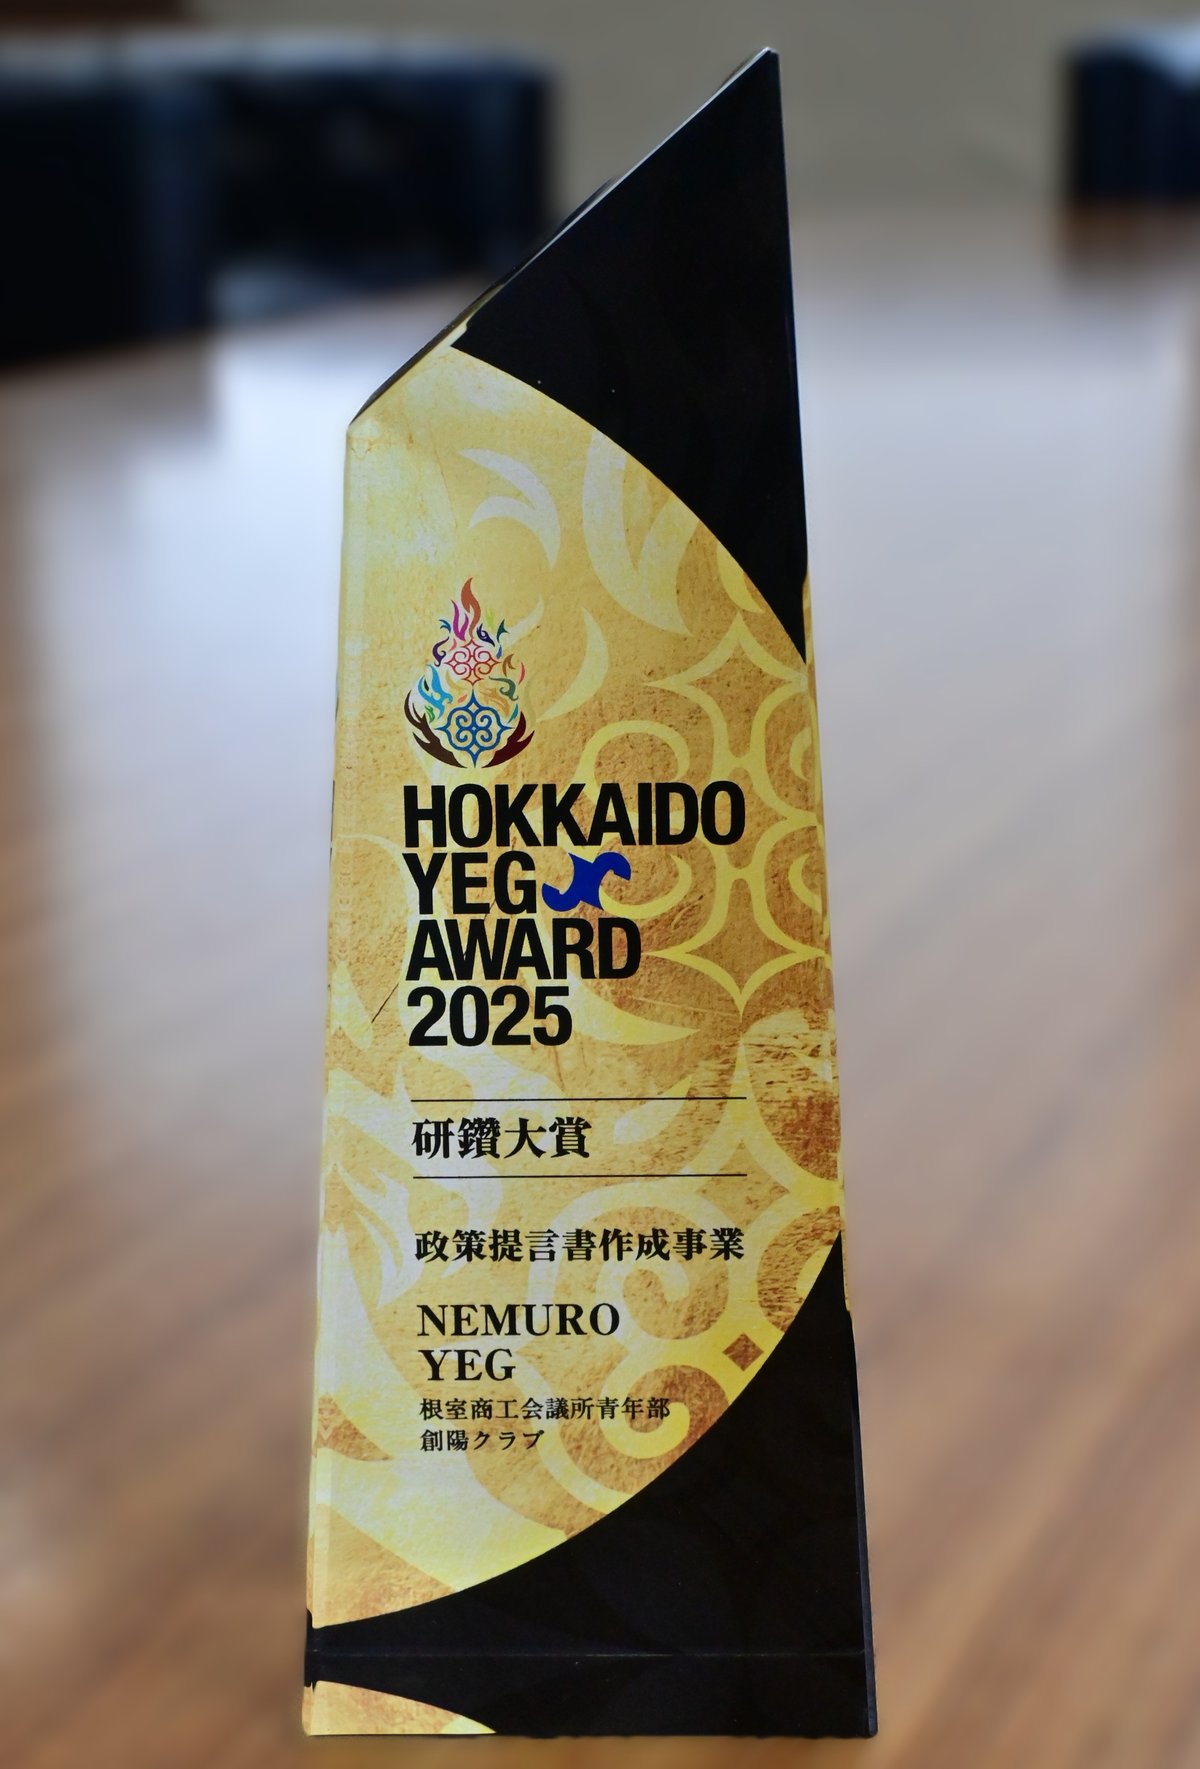 HOKKAIDO
YEG
AWARD
2025
研鑽大賞
政策提言書作成事業
NEMURO
YEG
根室商工会議所青年部
創陽クラブ